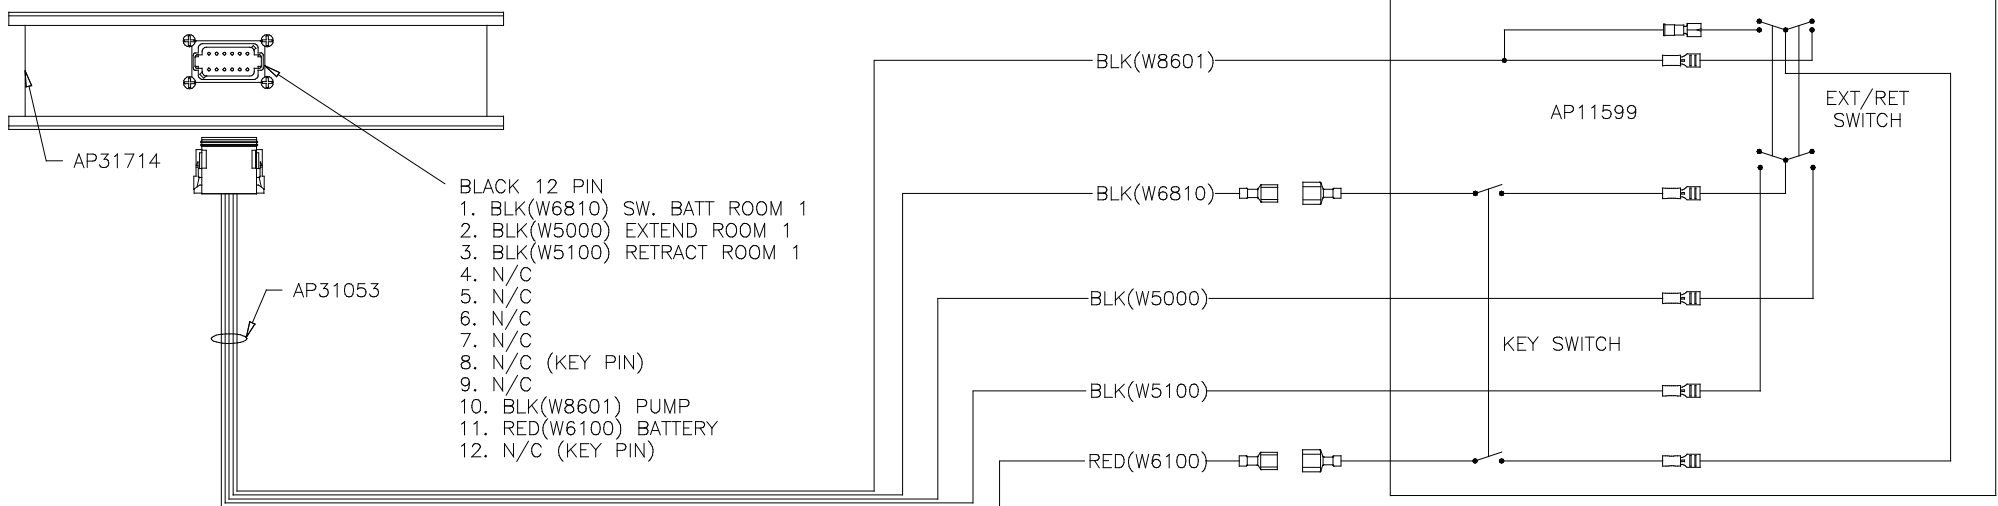 AP31714
AP31053
BLACK 12 PIN
1. BLK(W6810) SW. BATT ROOM 1
2. BLK(W5000) EXTEND ROOM 1
3. BLK(W5100) RETRACT ROOM 1
4. N/C
5. N/C
6. N/C
7. N/C
8. N/C (KEY PIN)
9. N/C
10. BLK(W8601) PUMP
11. RED(W6100) BATTERY
12. N/C (KEY PIN)
BLK(W8601)
BLK(W6810)
BLK(W5000)
BLK(W5100)
RED(W6100)
AP11599
EXT/RET
SWITCH
KEY SWITCH